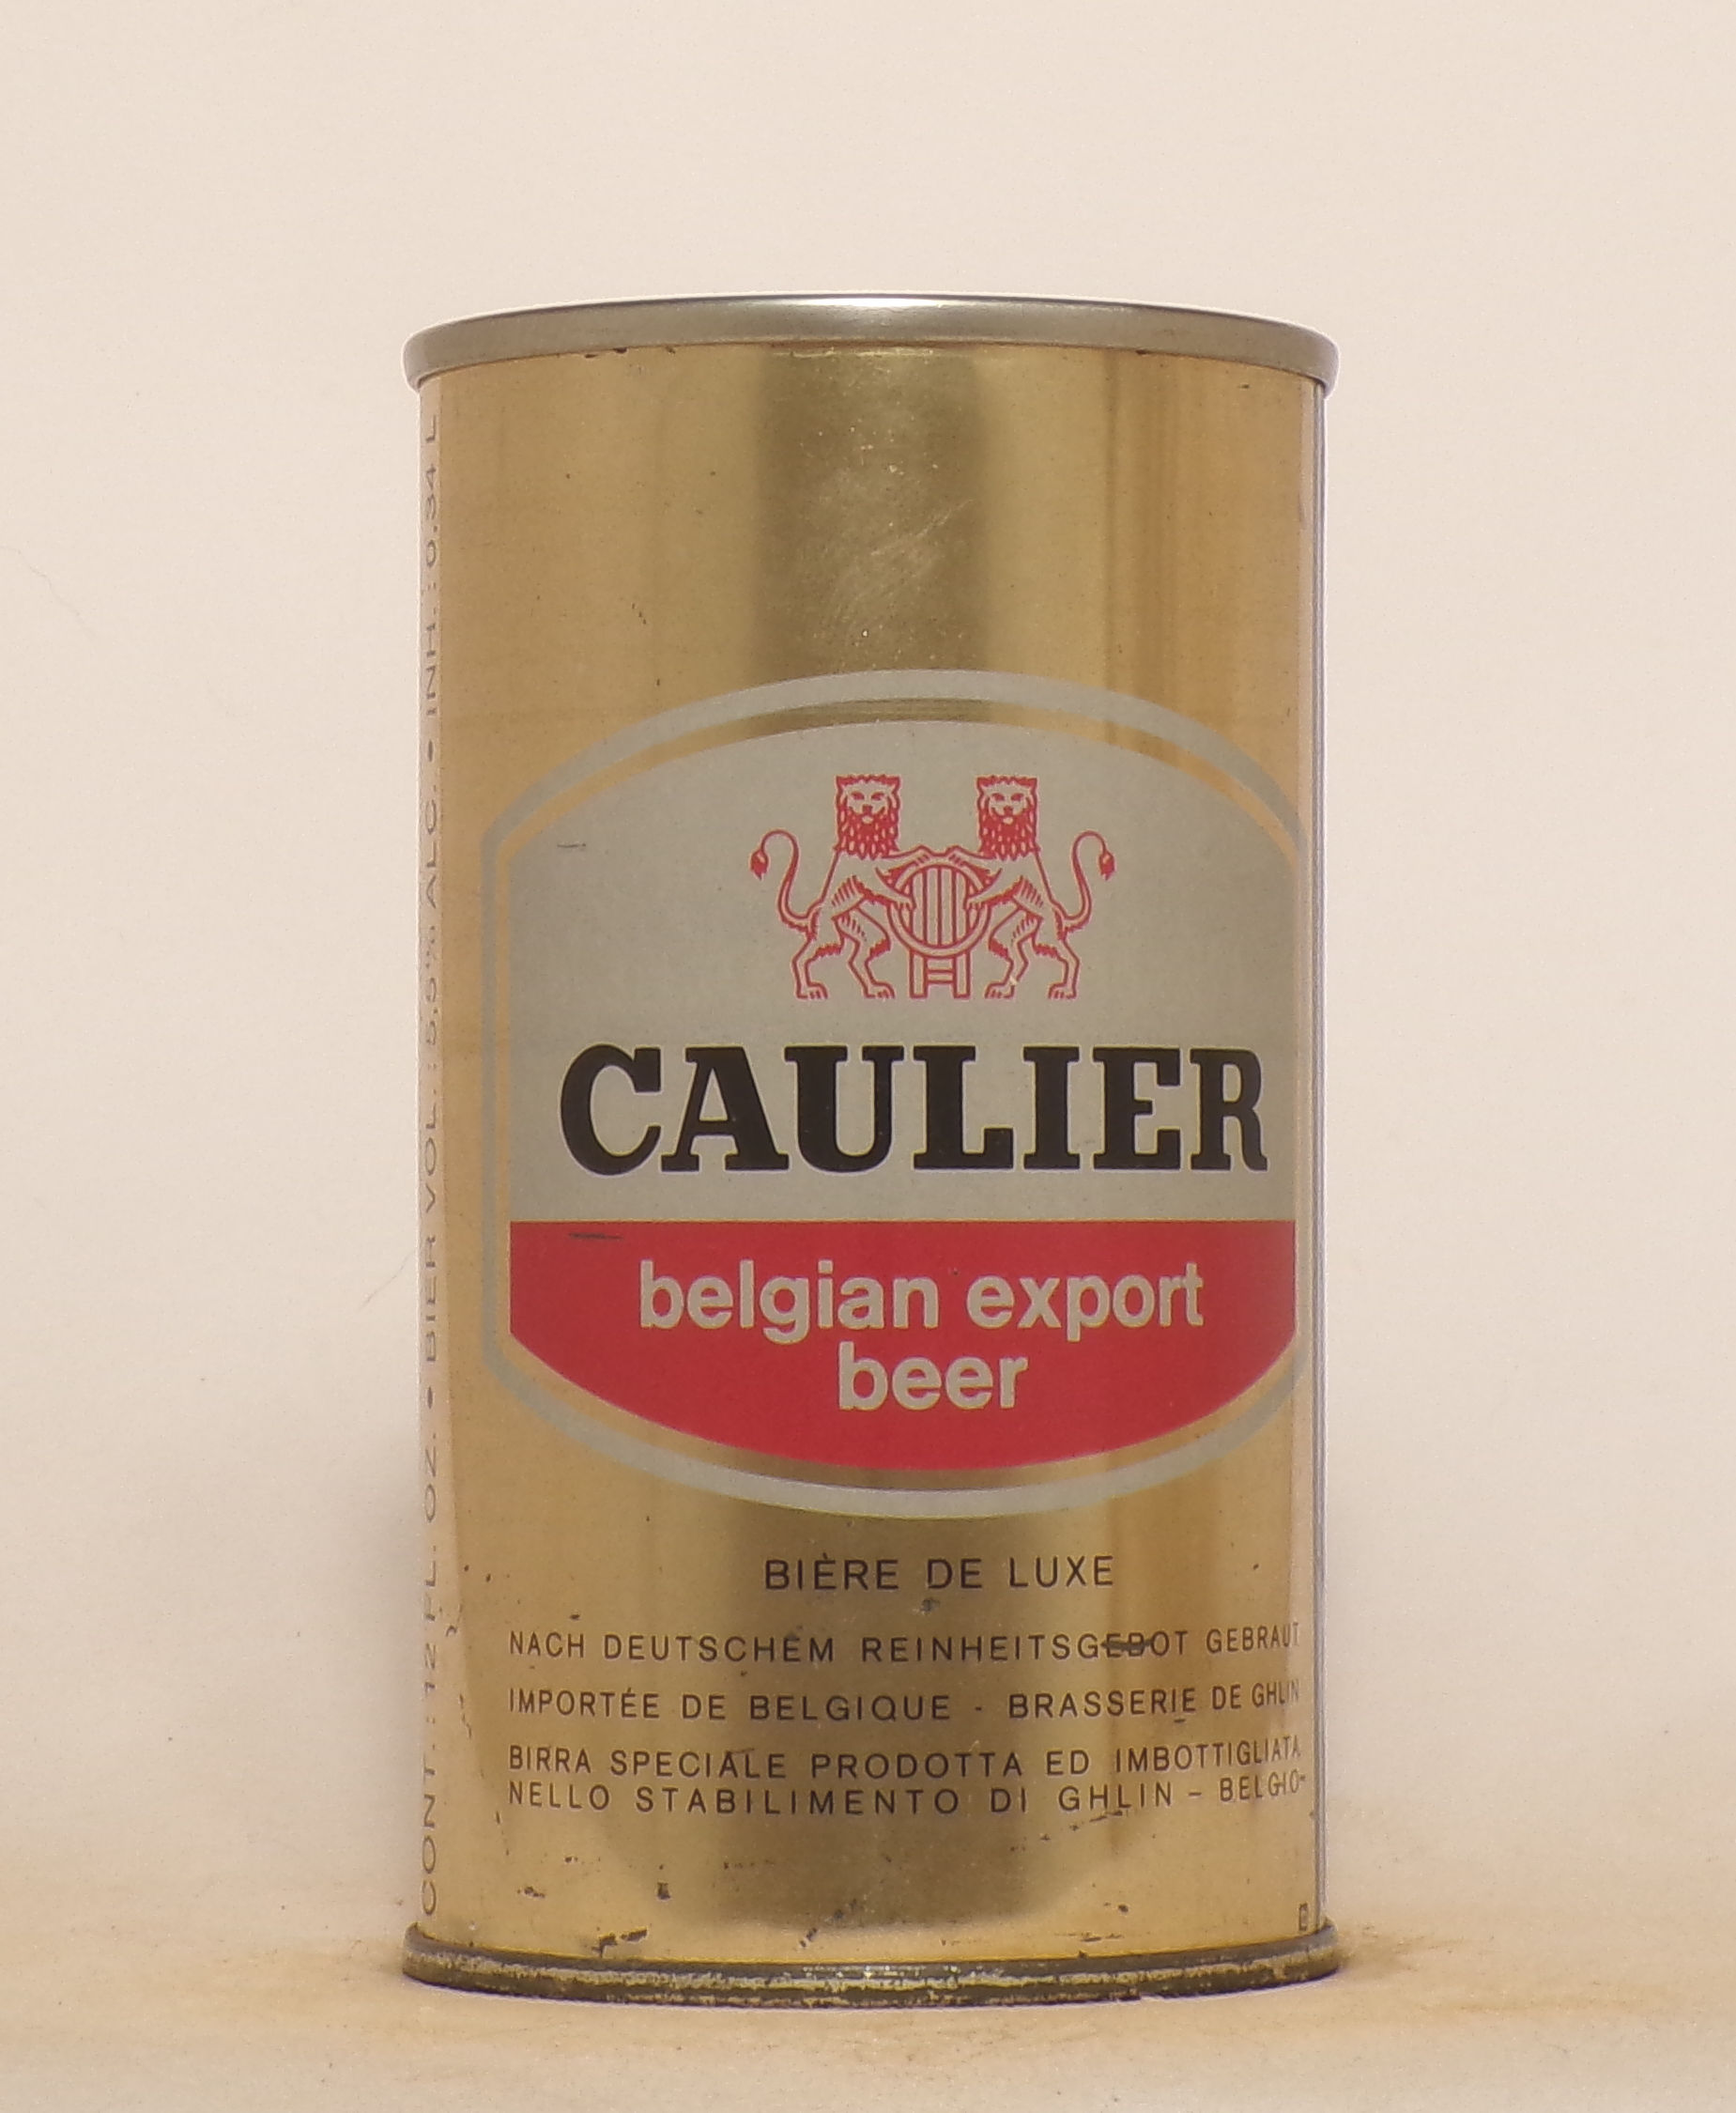 CAULIER
belgian export
beer
BIÈRE DE LUXE
NACH DEUTSCHEM REINHEITSGEBOT GEBRAUT
IMPORTÉE DE BELGIQUE - BRASSERIE DE GHLIN
BIRRA SPECIALE PRODOTTA ED IMBOTTIGLIATA
NELLO STABILIMENTO DI GHLIN - BELGIO-
CONT.: 12 FL. OZ. • BIER VOL.: 5,5% ALC. • INH.: 0.34 L